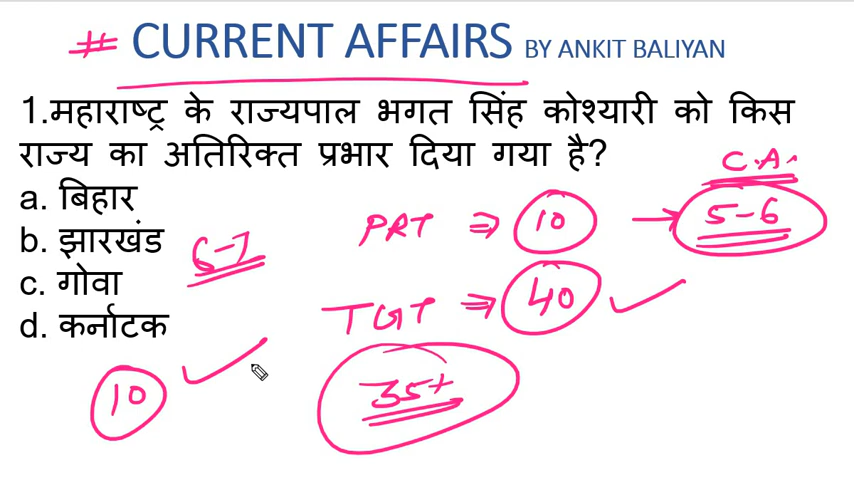 # CURRENT AFFAIRS BY ANKIT BALIYAN
1.महाराष्ट्र के राज्यपाल भगत सिंह कोश्यारी को किस
राज्य का अतिरिक्त प्रभार दिया गया है?
C.A.
a. बिहार
PRT ⇒ 10 → 5-6
b. झारखंड
6-7
c. गोवा
TGT ⇒ 40 ✓
d. कर्नाटक
10 ✓
35+